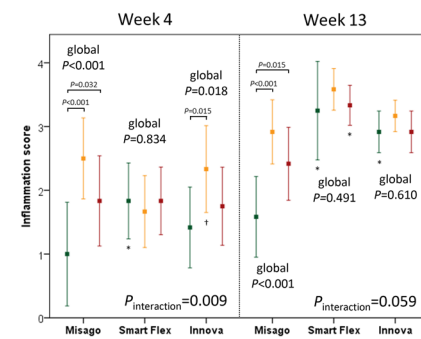 Week 4
Week 13
Inflammation score
4
3
2
1
0
global
P<0.001
P=0.032
P<0.001
global
P=0.834
*
global
P=0.018
P=0.015
†
P=0.015
P<0.001
global
P<0.001
*
*
global
P=0.491
*
global
P=0.610
Pinteraction=0.009
Pinteraction=0.059
Misago
Smart Flex
Innova
Misago
Smart Flex
Innova